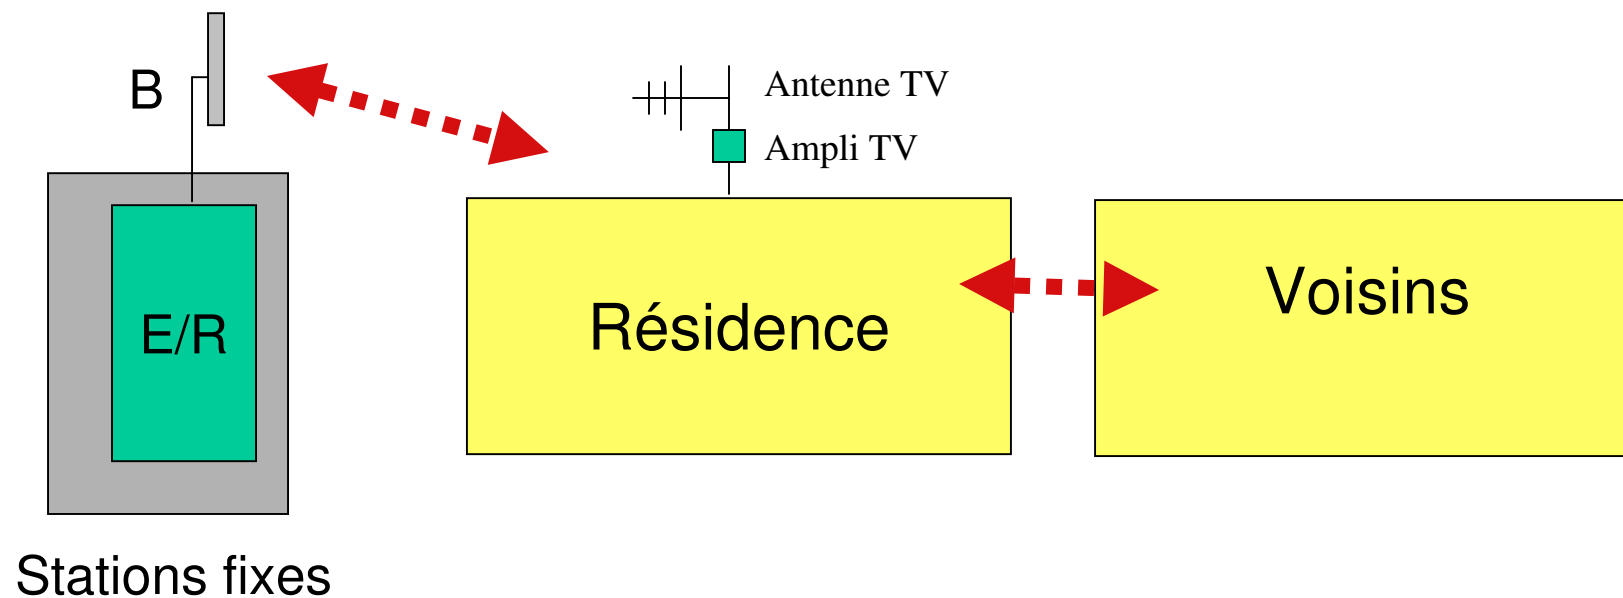 B
Antenne TV
Ampli TV
E/R
Résidence
Voisins
Stations fixes